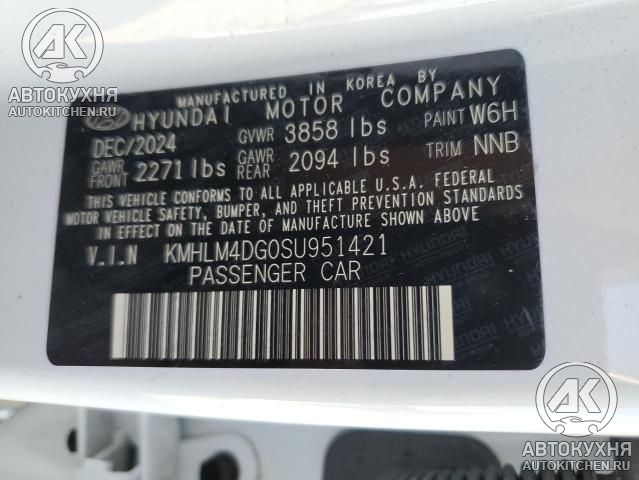 AK
АВТОКУХНЯ
AUTOKITCHEN.RU
MANUFACTURED IN KOREA BY
HYUNDAI MOTOR COMPANY
DEC/2024 GVWR 3858 lbs PAINT W6H
GAWR FRONT 2271 lbs GAWR REAR 2094 lbs TRIM NNB
THIS VEHICLE CONFORMS TO ALL APPLICABLE U.S.A. FEDERAL
MOTOR VEHICLE SAFETY, BUMPER, AND THEFT PREVENTION STANDARDS
IN EFFECT ON THE DATE OF MANUFACTURE SHOWN ABOVE.
V.I.N KMHLM4DG0SU951421
PASSENGER CAR
AK
АВТОКУХНЯ
AUTOKITCHEN.RU